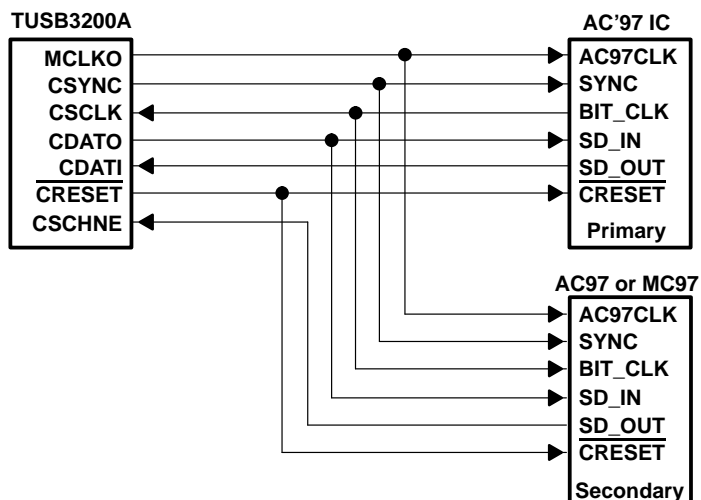 TUSB3200A
MCLKO
CSYNC
CSCLK
CDATO
CDATI
CRESET
CSCHNE
AC’97 IC
AC97CLK
SYNC
BIT_CLK
SD_IN
SD_OUT
CRESET
Primary
AC97 or MC97
AC97CLK
SYNC
BIT_CLK
SD_IN
SD_OUT
CRESET
Secondary